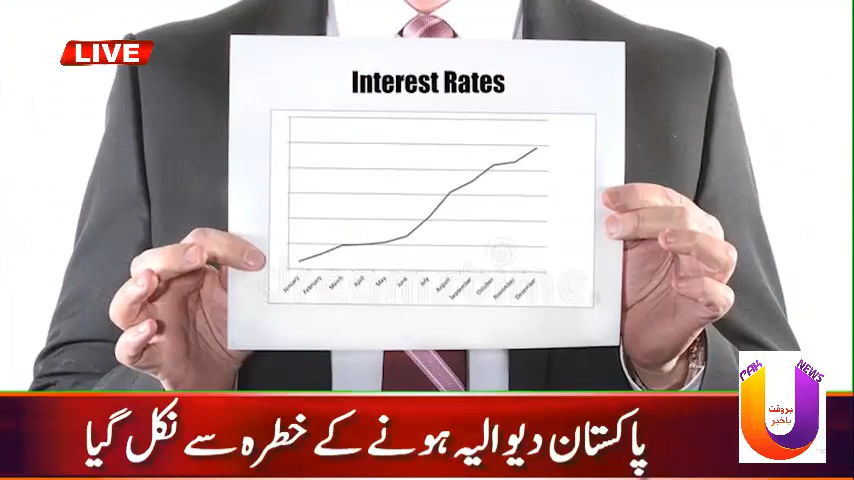 LIVE
Interest Rates
January
February
March
April
May
June
July
August
September
October
November
December
dreamstime
پاکستان دیوالیہ ہونے کے خطرہ سے نکل گیا
PAK
NEWS
بروقت
باخبر